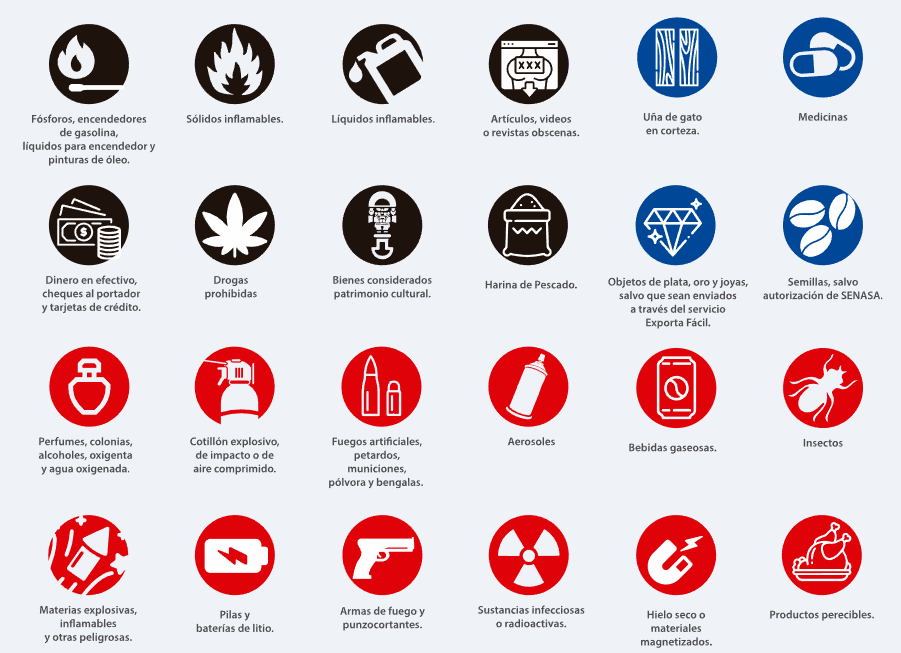 XXX
Fósforos, encendedores
de gasolina,
líquidos para encendedor y
pinturas de óleo.
Sólidos inflamables.
Líquidos inflamables.
Artículos, videos
o revistas obscenas.
Uña de gato
en corteza.
Medicinas
$
Dinero en efectivo,
cheques al portador
y tarjetas de crédito.
Drogas
prohibidas
Bienes considerados
patrimonio cultural.
Harina de Pescado.
Objetos de plata, oro y joyas,
salvo que sean enviados
a través del servicio
Exporta Fácil.
Semillas, salvo
autorización de SENASA.
Perfumes, colonias,
alcoholes, oxigenta
y agua oxigenada.
Cotillón explosivo,
de impacto o de
aire comprimido.
Fuegos artificiales,
petardos,
municiones,
pólvora y bengalas.
Aerosoles
Bebidas gaseosas.
Insectos
Materias explosivas,
inflamables
y otras peligrosas.
Pilas y
baterías de litio.
Armas de fuego y
punzocortantes.
Sustancias infecciosas
o radioactivas.
Hielo seco o
materiales
magnetizados.
Productos perecibles.